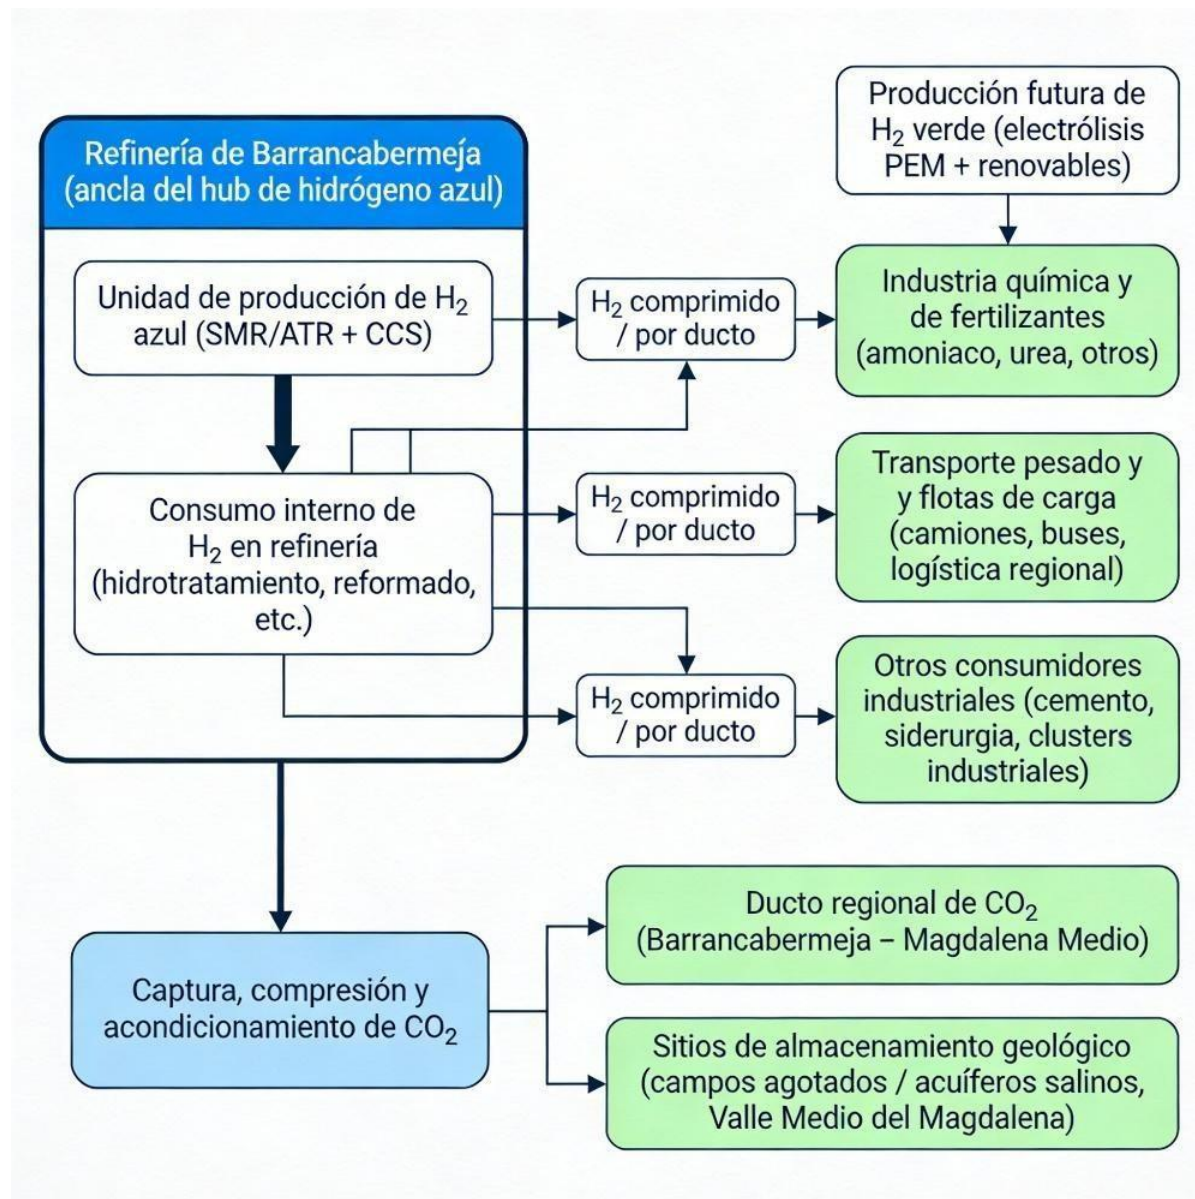 Producción futura de
H₂ verde (electrólisis
PEM + renovables)
Refinería de Barrancabermeja
(ancla del hub de hidrógeno azul)
Unidad de producción de H₂
azul (SMR/ATR + CCS)
H₂ comprimido
/ por ducto
Industria química y
de fertilizantes
(amoniaco, urea, otros)
Consumo interno de
H₂ en refinería
(hidrotratamiento, reformado,
etc.)
H₂ comprimido
/ por ducto
Transporte pesado y
y flotas de carga
(camiones, buses,
logística regional)
H₂ comprimido
/ por ducto
Otros consumidores
industriales (cemento,
siderurgia, clusters
industriales)
Captura, compresión y
acondicionamiento de CO₂
Ducto regional de CO₂
(Barrancabermeja – Magdalena Medio)
Sitios de almacenamiento geológico
(campos agotados / acuíferos salinos,
Valle Medio del Magdalena)